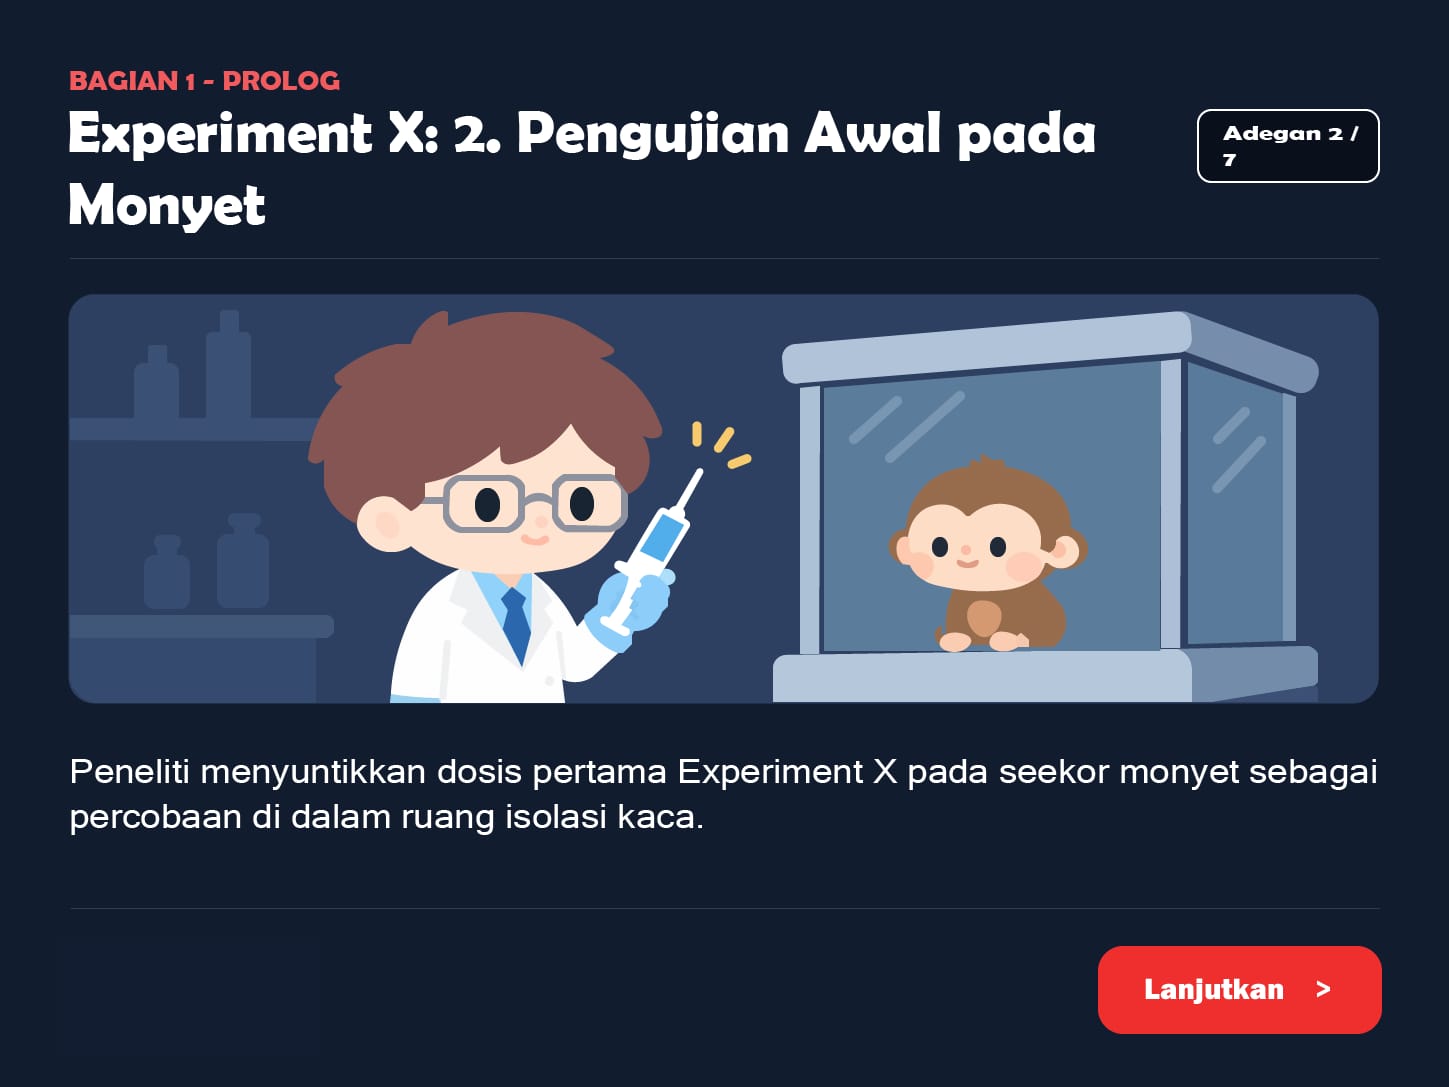 BAGIAN 1 - PROLOG
Experiment X: 2. Pengujian Awal pada
Monyet
Adegan 2 /
7
Peneliti menyuntikkan dosis pertama Experiment X pada seekor monyet sebagai
percobaan di dalam ruang isolasi kaca.
Lanjutkan >